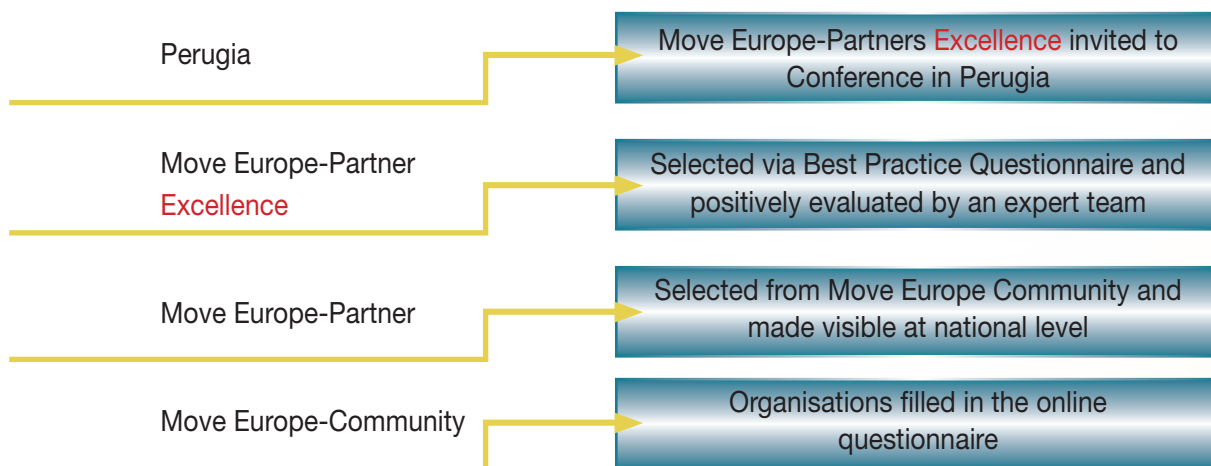 Perugia
Move Europe-Partners Excellence invited to
Conference in Perugia
Move Europe-Partner
Excellence
Selected via Best Practice Questionnaire and
positively evaluated by an expert team
Move Europe-Partner
Selected from Move Europe Community and
made visible at national level
Move Europe-Community
Organisations filled in the online
questionnaire